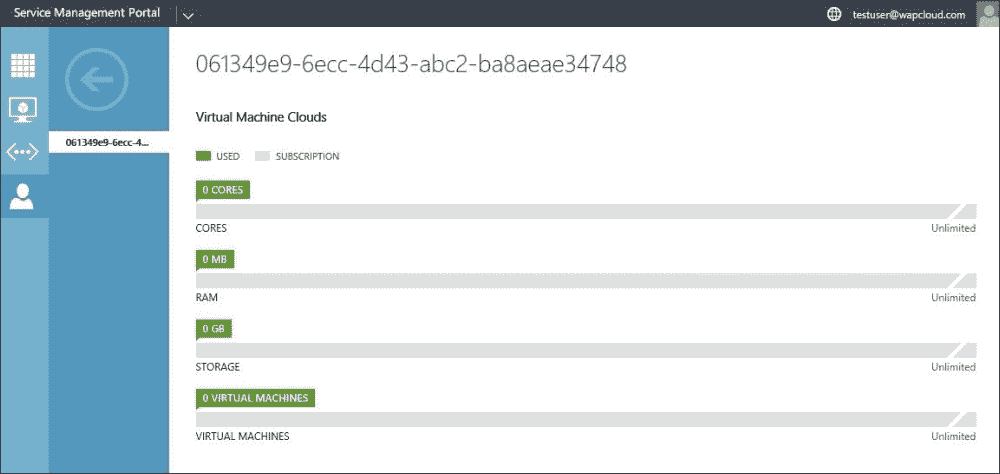 Service Management Portal
testuser@wapcloud.com
061349e9-6ecc-4...
061349e9-6ecc-4d43-abc2-ba8aeae34748
Virtual Machine Clouds
USED SUBSCRIPTION
0 CORES
CORES Unlimited
0 MB
RAM Unlimited
0 GB
STORAGE Unlimited
0 VIRTUAL MACHINES
VIRTUAL MACHINES Unlimited